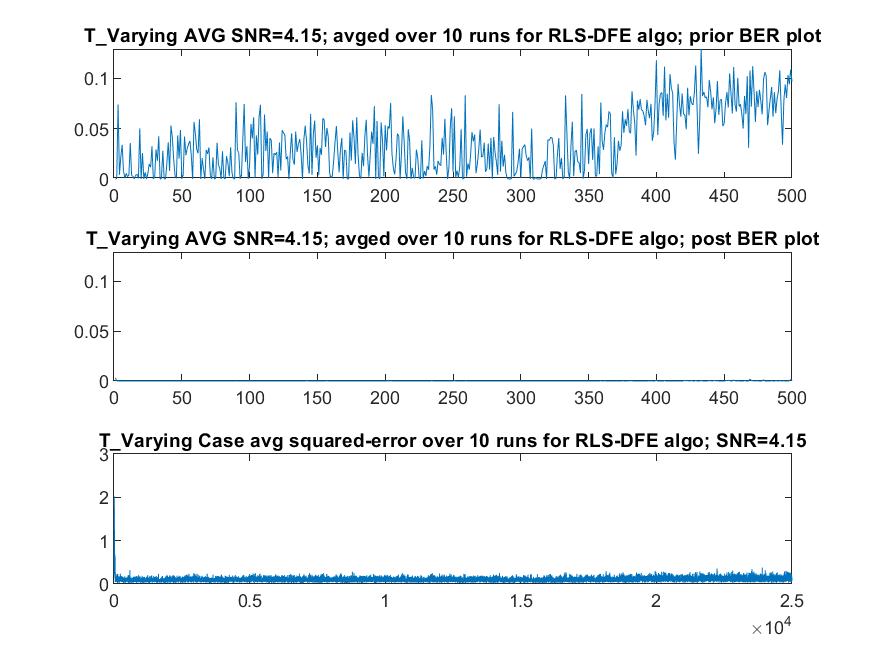 T_Varying AVG SNR=4.15; avged over 10 runs for RLS-DFE algo; prior BER plot
0.1
0.05
0
0 50 100 150 200 250 300 350 400 450 500
T_Varying AVG SNR=4.15; avged over 10 runs for RLS-DFE algo; post BER plot
0.1
0.05
0
0 50 100 150 200 250 300 350 400 450 500
T_Varying Case avg squared-error over 10 runs for RLS-DFE algo; SNR=4.15
3
2
1
0
0 0.5 1 1.5 2 2.5
×10⁴